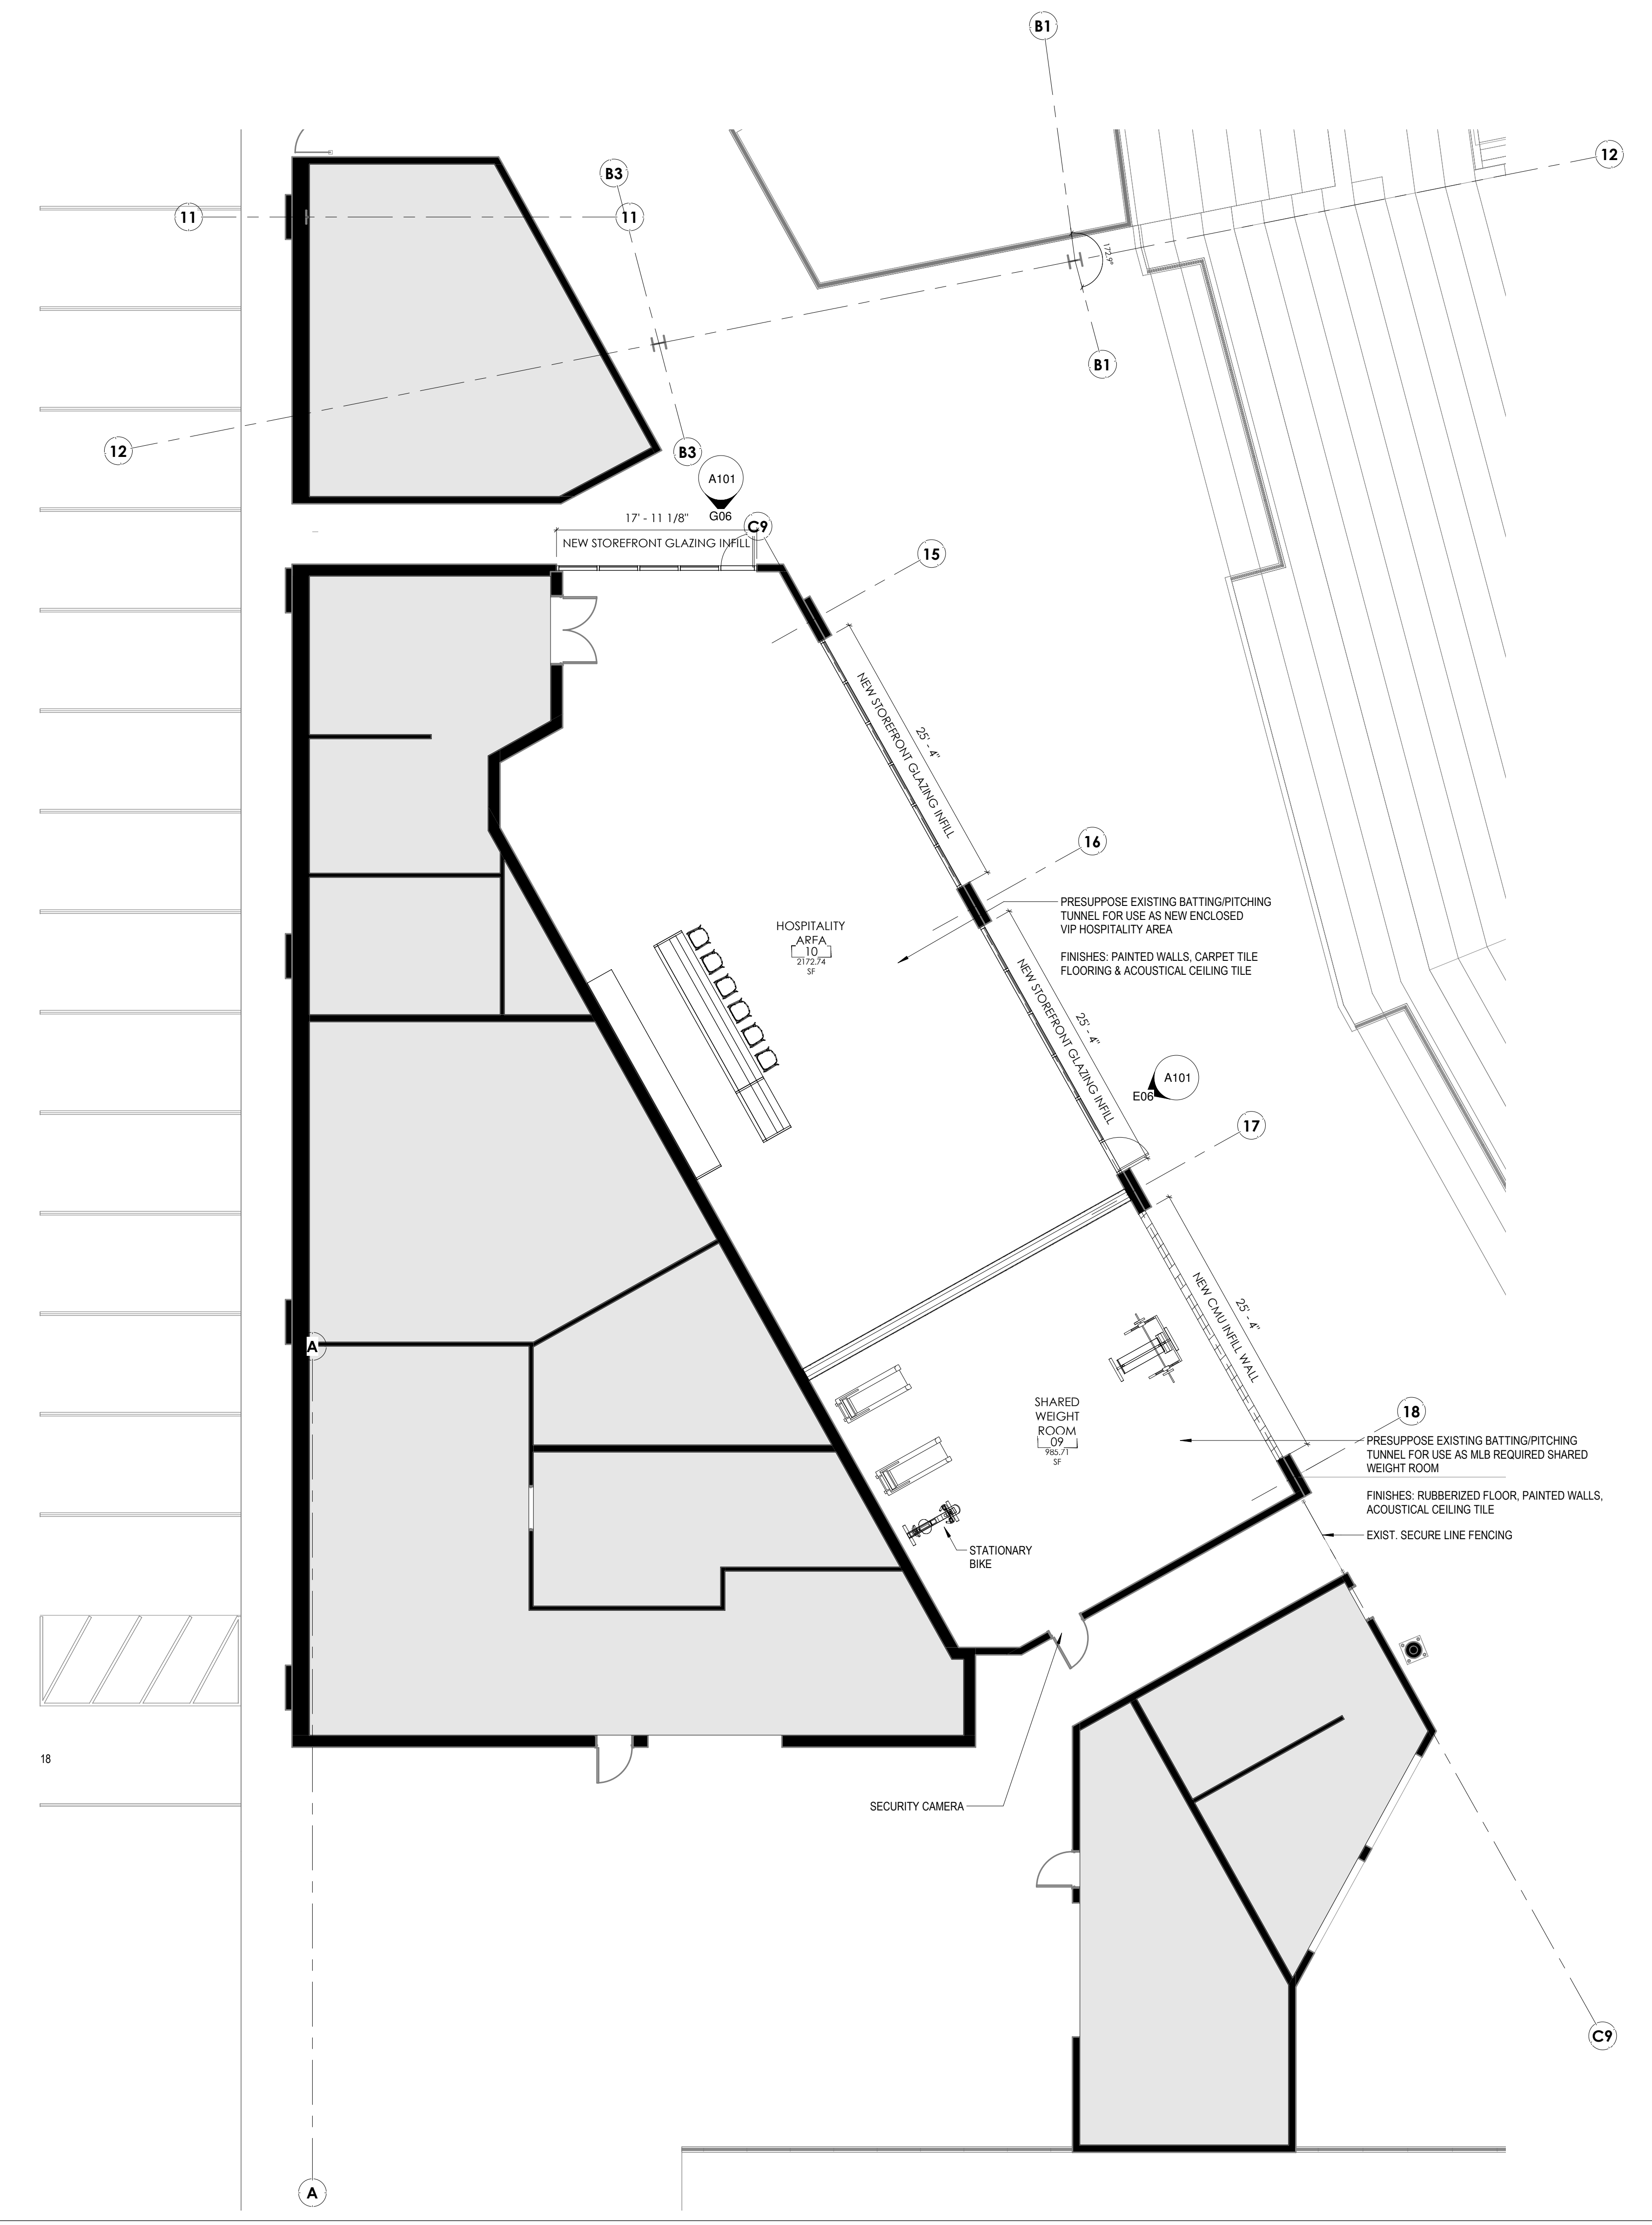 B1
12
B3
11
11
172.9°
B1
12
B3
A101
G06
17' - 11 1/8"
C9
NEW STOREFRONT GLAZING INFILL
15
NEW STOREFRONT GLAZING INFILL
25' - 4"
16
PRESUPPOSE EXISTING BATTING/PITCHING
TUNNEL FOR USE AS NEW ENCLOSED
VIP HOSPITALITY AREA
FINISHES: PAINTED WALLS, CARPET TILE
FLOORING & ACOUSTICAL CEILING TILE
HOSPITALITY
AREA
10
2172.74
SF
NEW STOREFRONT GLAZING INFILL
25' - 4"
A101
E06
17
NEW CMU INFILL WALL
25' - 4"
A
SHARED
WEIGHT
ROOM
09
985.71
SF
18
PRESUPPOSE EXISTING BATTING/PITCHING
TUNNEL FOR USE AS MLB REQUIRED SHARED
WEIGHT ROOM
FINISHES: RUBBERIZED FLOOR, PAINTED WALLS,
ACOUSTICAL CEILING TILE
EXIST. SECURE LINE FENCING
STATIONARY
BIKE
18
SECURITY CAMERA
C9
A